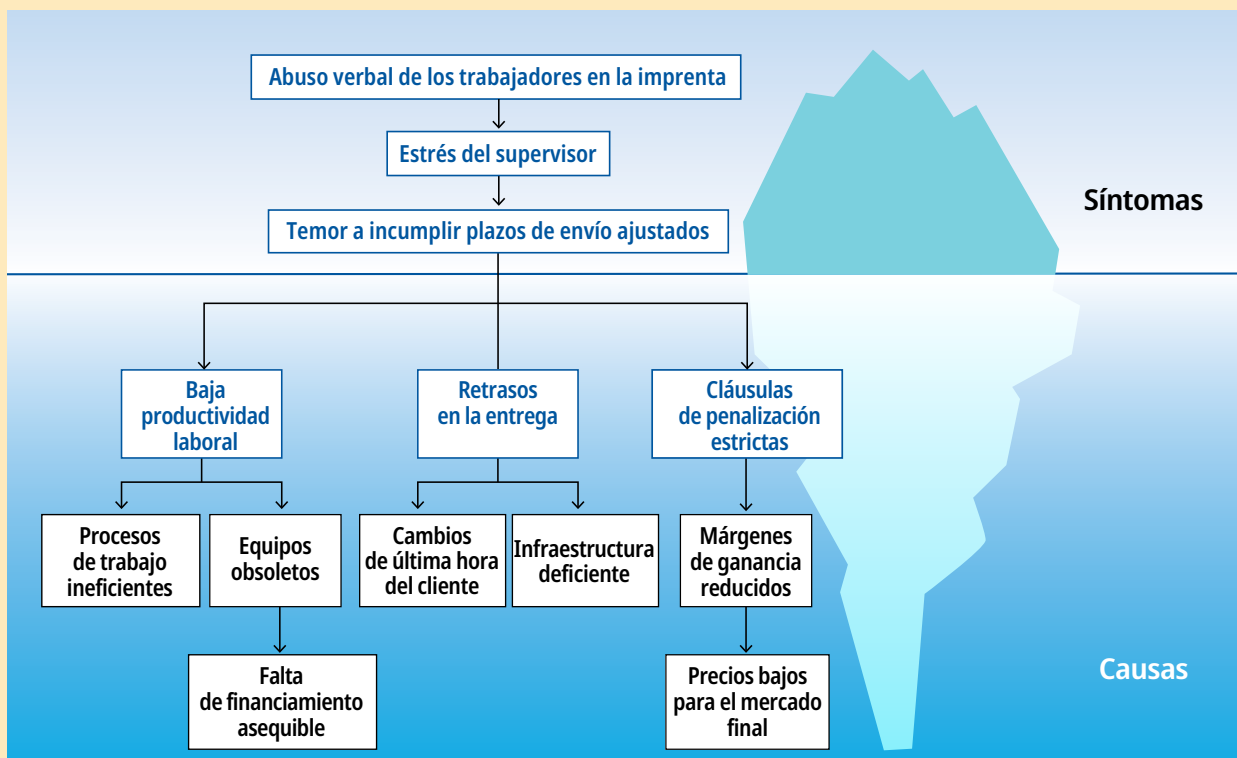 Abuso verbal de los trabajadores en la imprenta
Estrés del supervisor
Síntomas
Temor a incumplir plazos de envío ajustados
Baja
productividad
laboral
Retrasos
en la entrega
Cláusulas
de penalización
estrictas
Procesos
de trabajo
ineficientes
Equipos
obsoletos
Cambios
de última hora
del cliente
Infraestructura
deficiente
Márgenes
de ganancia
reducidos
Falta
de financiamiento
asequible
Precios bajos
para el mercado
final
Causas